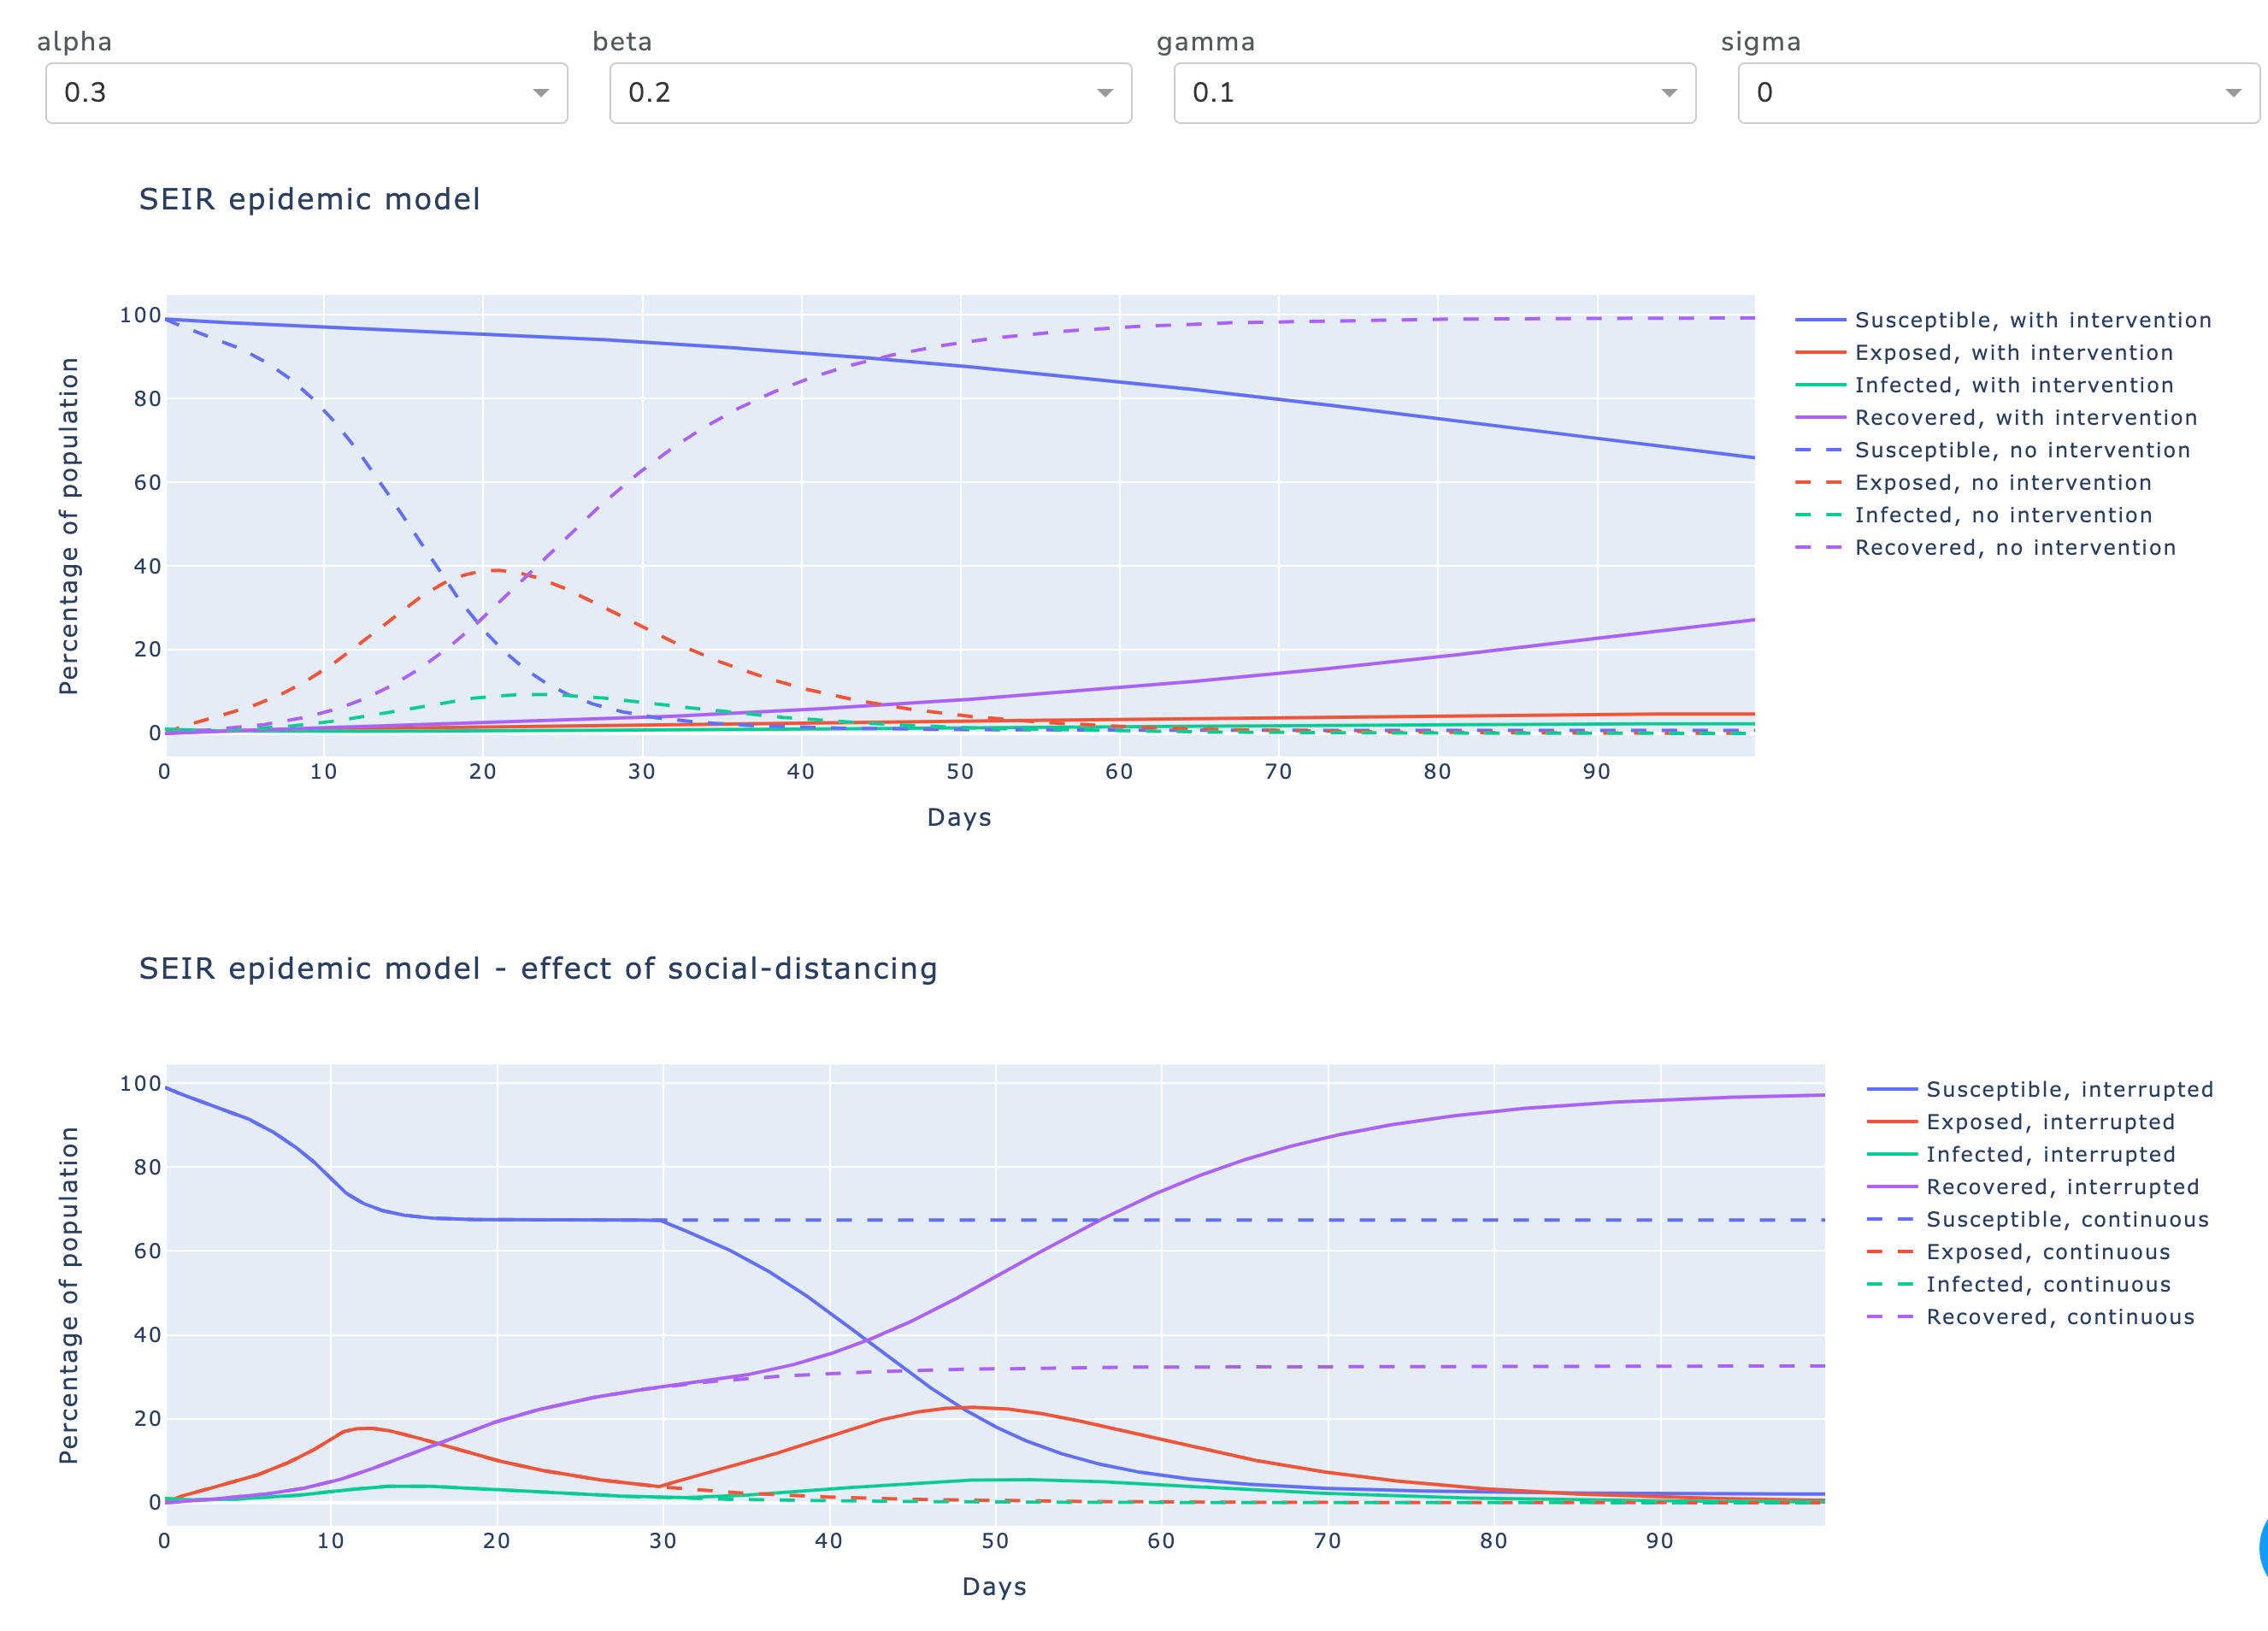 alpha beta gamma sigma
0.3 0.2 0.1 0
SEIR epidemic model
Percentage of population
100
80
60
40
20
0
0 10 20 30 40 50 60 70 80 90
Days
Susceptible, with intervention
Exposed, with intervention
Infected, with intervention
Recovered, with intervention
Susceptible, no intervention
Exposed, no intervention
Infected, no intervention
Recovered, no intervention
SEIR epidemic model - effect of social-distancing
Percentage of population
100
80
60
40
20
0
0 10 20 30 40 50 60 70 80 90
Days
Susceptible, interrupted
Exposed, interrupted
Infected, interrupted
Recovered, interrupted
Susceptible, continuous
Exposed, continuous
Infected, continuous
Recovered, continuous